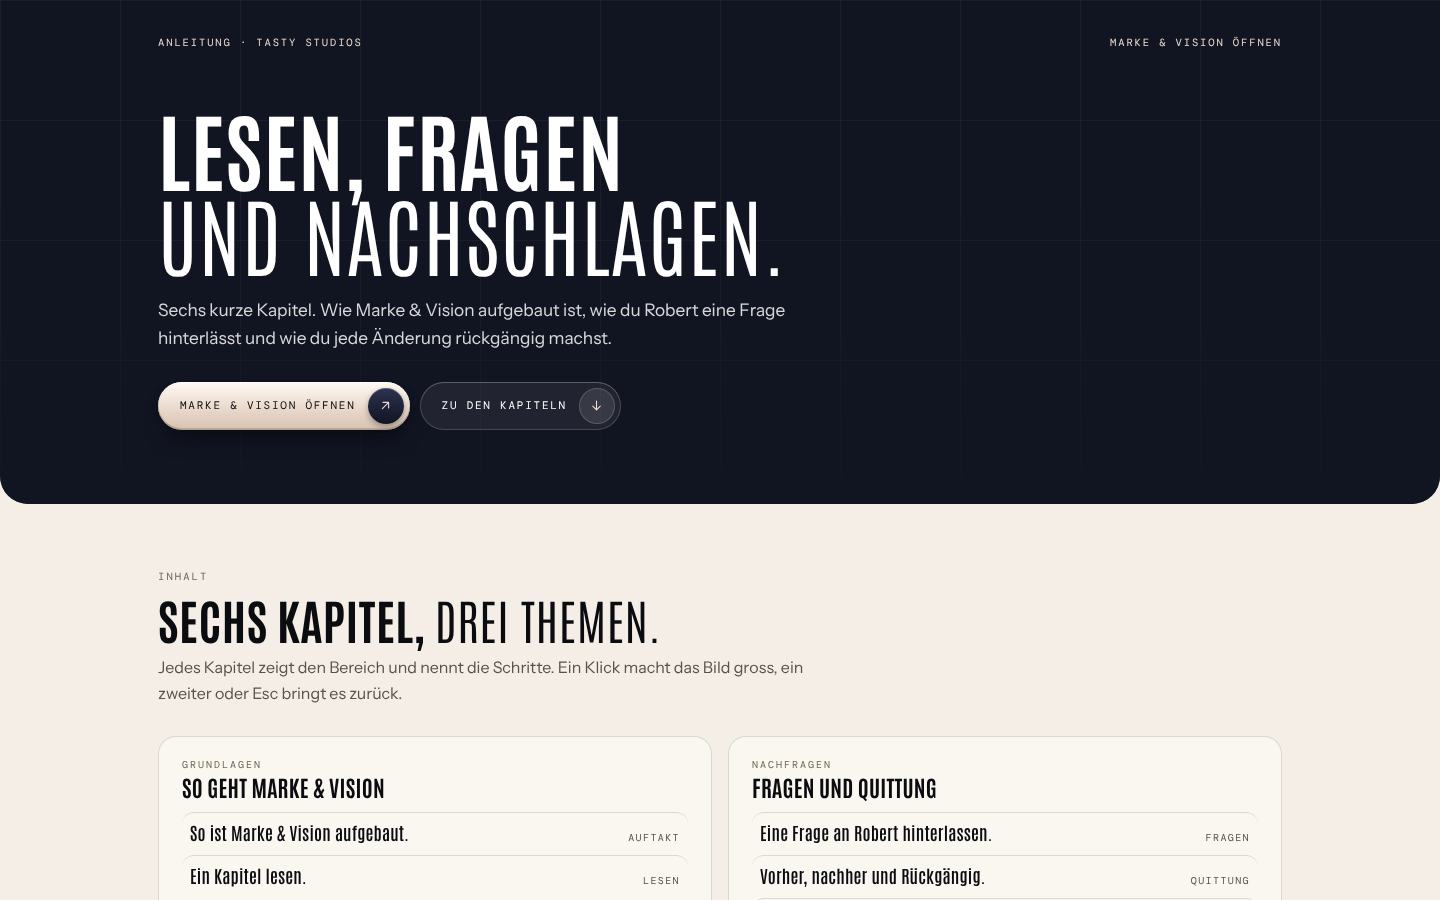 ANLEITUNG · TASTY STUDIOS
MARKE & VISION ÖFFNEN
LESEN, FRAGEN
UND NACHSCHLAGEN.
Sechs kurze Kapitel. Wie Marke & Vision aufgebaut ist, wie du Robert eine Frage
hinterlässt und wie du jede Änderung rückgängig machst.
MARKE & VISION ÖFFNEN
ZU DEN KAPITELN
INHALT
SECHS KAPITEL, DREI THEMEN.
Jedes Kapitel zeigt den Bereich und nennt die Schritte. Ein Klick macht das Bild gross, ein
zweiter oder Esc bringt es zurück.
GRUNDLAGEN
SO GEHT MARKE & VISION
So ist Marke & Vision aufgebaut.
AUFTAKT
Ein Kapitel lesen.
LESEN
NACHFRAGEN
FRAGEN UND QUITTUNG
Eine Frage an Robert hinterlassen.
FRAGEN
Vorher, nachher und Rückgängig.
QUITTUNG